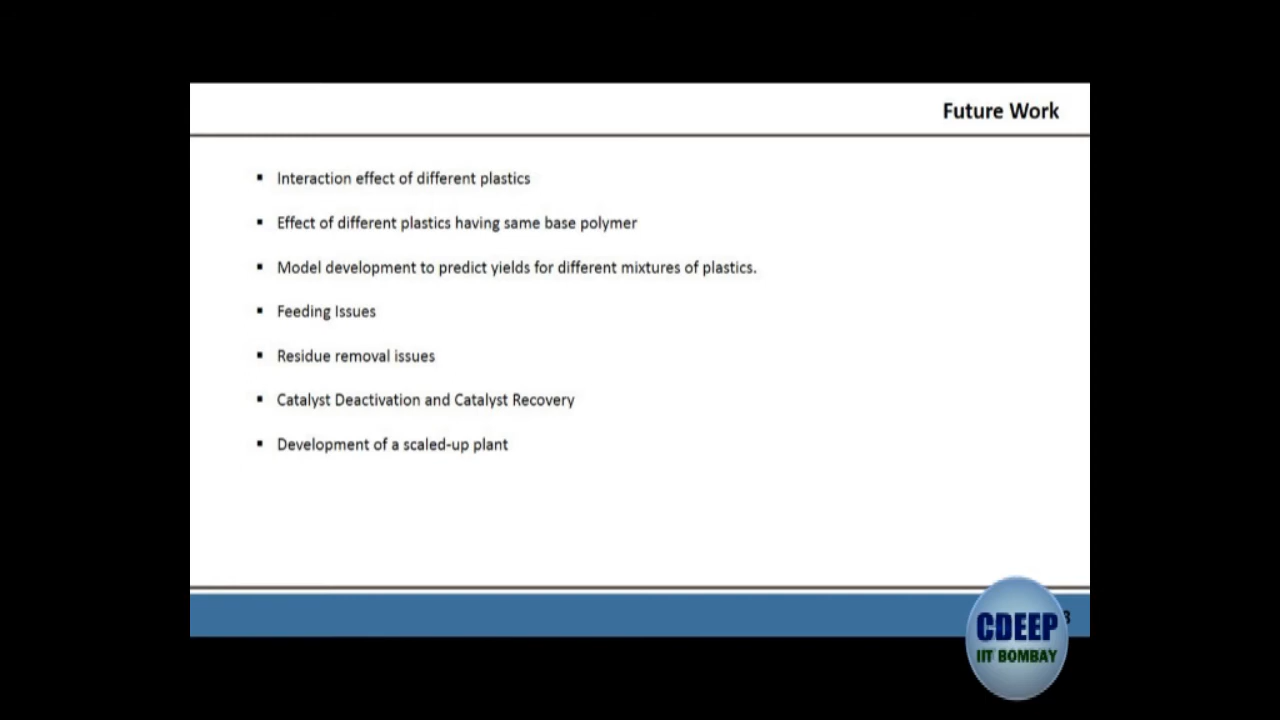 Future Work
▪ Interaction effect of different plastics
▪ Effect of different plastics having same base polymer
▪ Model development to predict yields for different mixtures of plastics.
▪ Feeding Issues
▪ Residue removal issues
▪ Catalyst Deactivation and Catalyst Recovery
▪ Development of a scaled-up plant
CDEEP
IIT BOMBAY